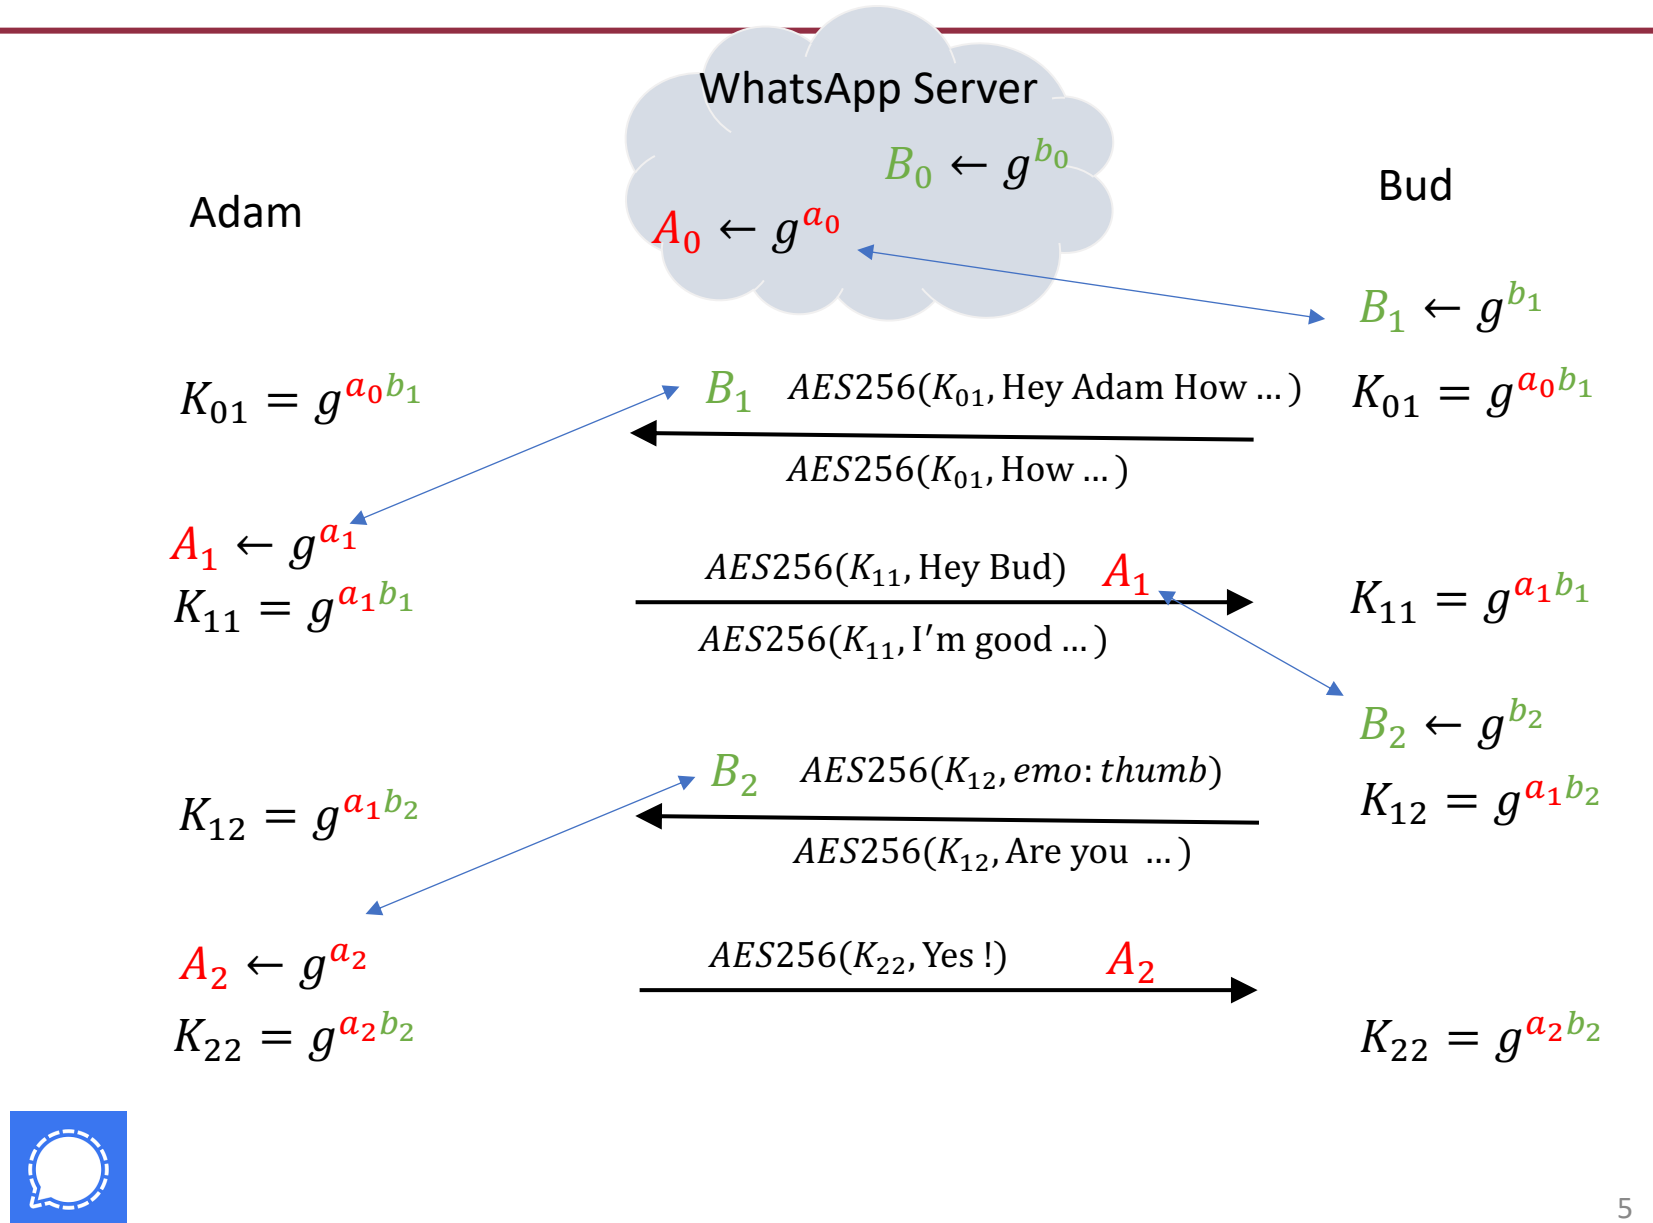 WhatsApp Server
B₀ ← g^{b₀}
A₀ ← g^{a₀}
Adam
Bud
B₁ ← g^{b₁}
K₀₁ = g^{a₀b₁}
B₁ AES256(K₀₁, Hey Adam How …)
K₀₁ = g^{a₀b₁}
AES256(K₀₁, How …)
A₁ ← g^{a₁}
K₁₁ = g^{a₁b₁}
AES256(K₁₁, Hey Bud) A₁
AES256(K₁₁, I′m good …)
K₁₁ = g^{a₁b₁}
B₂ ← g^{b₂}
K₁₂ = g^{a₁b₂}
B₂ AES256(K₁₂, emo: thumb)
K₁₂ = g^{a₁b₂}
AES256(K₁₂, Are you …)
A₂ ← g^{a₂}
AES256(K₂₂, Yes !) A₂
K₂₂ = g^{a₂b₂}
K₂₂ = g^{a₂b₂}
5